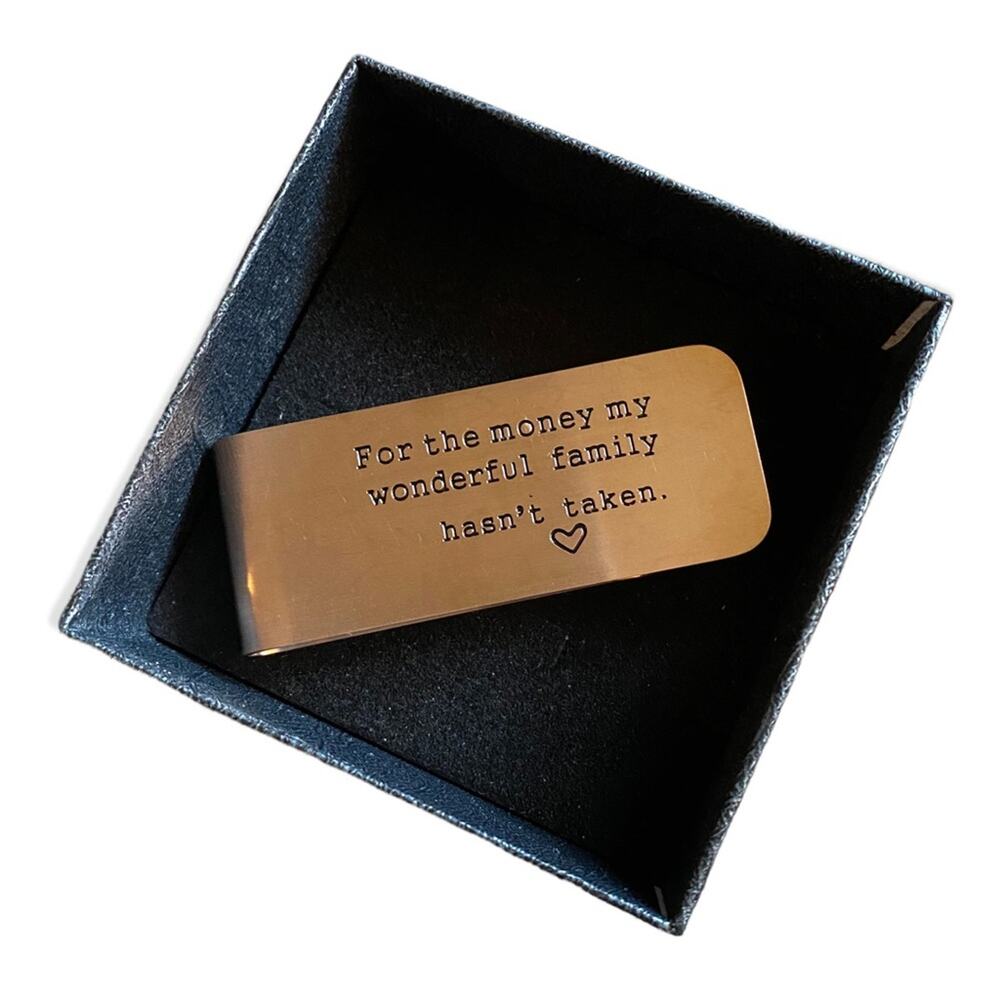 For the money my
wonderful family
hasn't taken.